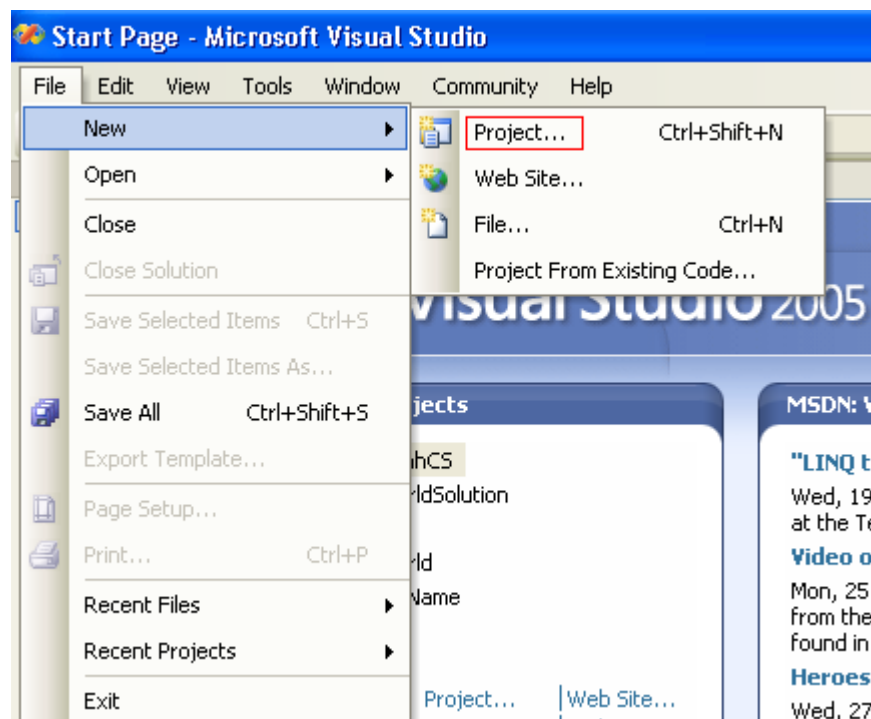 Start Page - Microsoft Visual Studio
File Edit View Tools Window Community Help
New
Project... Ctrl+Shift+N
Open
Web Site...
Close
File... Ctrl+N
Close Solution
Project From Existing Code...
Visual Studio 2005
Save Selected Items Ctrl+S
Save Selected Items As...
Save All Ctrl+Shift+S
jects
MSDN:
Export Template...
hCS
"LINQ t
Page Setup...
ldSolution
Wed, 19
at the Te
Print... Ctrl+P
ld
Video o
Recent Files
Name
Mon, 25
from the
found in
Recent Projects
Heroes
Exit
Project... Web Site...
Wed, 27